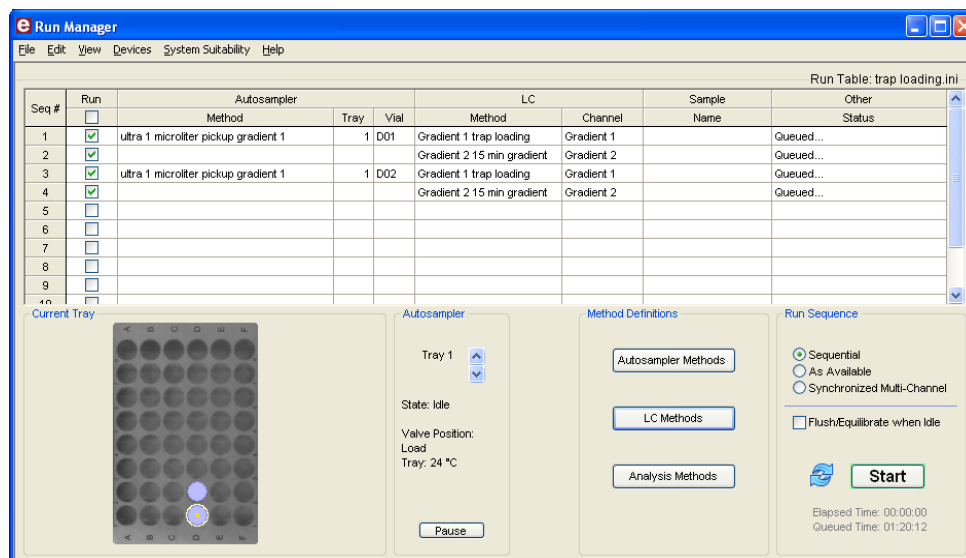 e Run Manager
File Edit View Devices System Suitability Help
Run Table: trap loading.ini
Seq # Run Autosampler LC Sample Other
Method Tray Vial Method Channel Name Status
1 ultra 1 microliter pickup gradient 1 1 D01 Gradient 1 trap loading Gradient 1 Queued...
2 Gradient 2 15 min gradient Gradient 2 Queued...
3 ultra 1 microliter pickup gradient 1 1 D02 Gradient 1 trap loading Gradient 1 Queued...
4 Gradient 2 15 min gradient Gradient 2 Queued...
5
6
7
8
9
10
Current Tray Autosampler Method Definitions Run Sequence
A B C D E F
Tray 1 Autosampler Methods Sequential
As Available
Synchronized Multi-Channel
State: Idle
LC Methods Flush/Equilibrate when Idle
Valve Position:
Load
Tray: 24 °C
Analysis Methods Start
Elapsed Time: 00:00:00
Queued Time: 01:20:12
Pause
A B C D E F